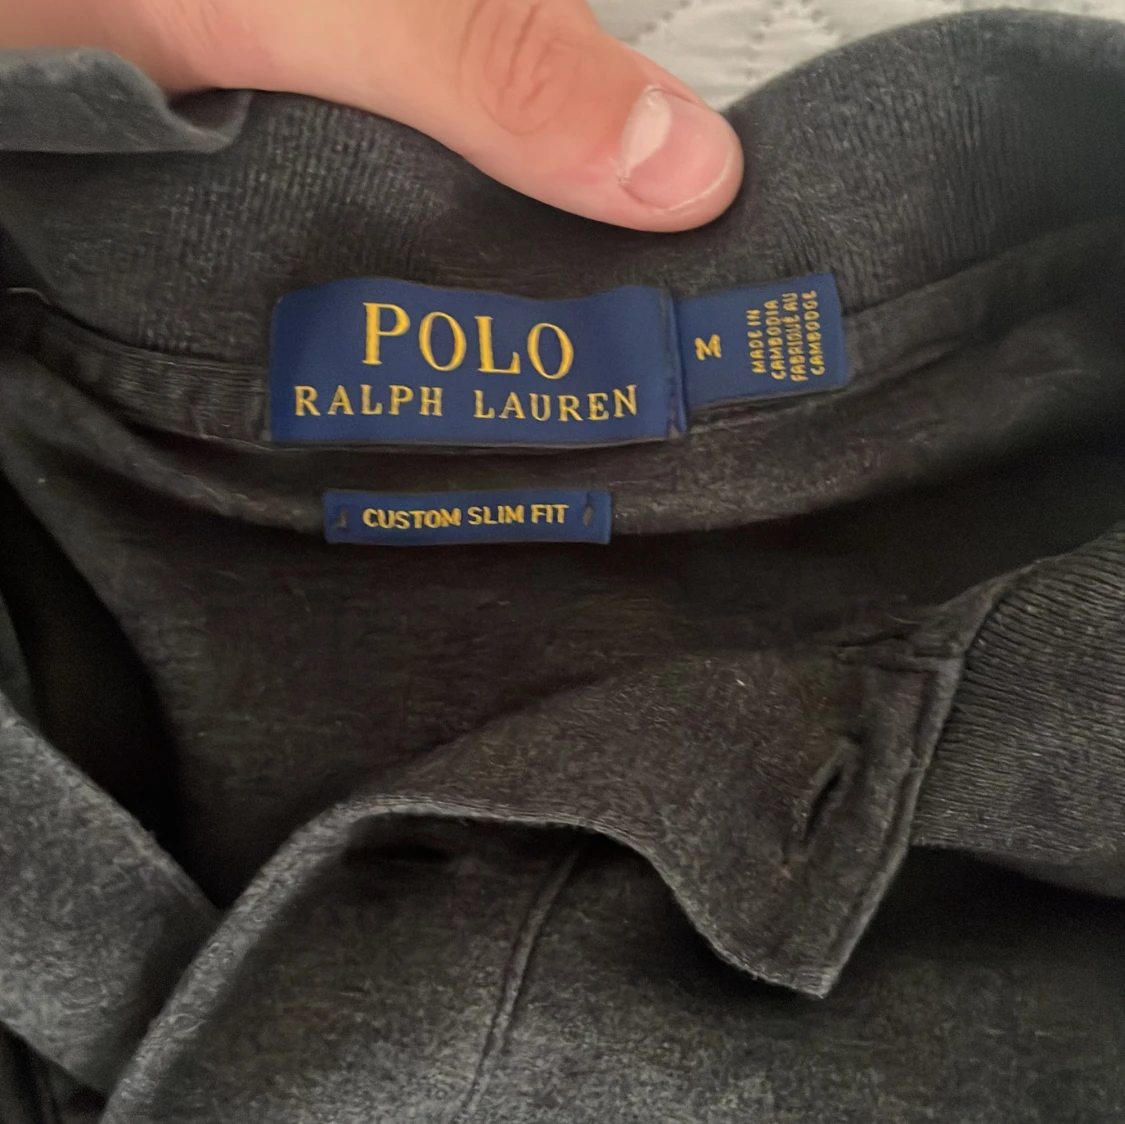 POLO
RALPH LAUREN
M
MADE IN
CAMBODIA
FABRIQUÉ AU
CAMBODGE
CUSTOM SLIM FIT